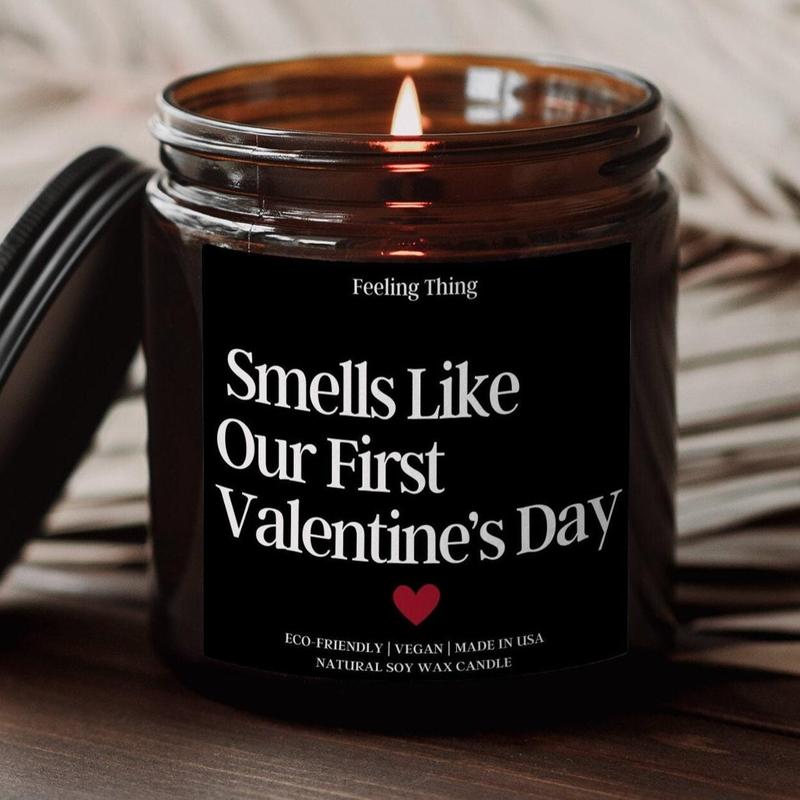 Feeling Thing
Smells Like
Our First
Valentine's Day
ECO-FRIENDLY | VEGAN | MADE IN USA
NATURAL SOY WAX CANDLE